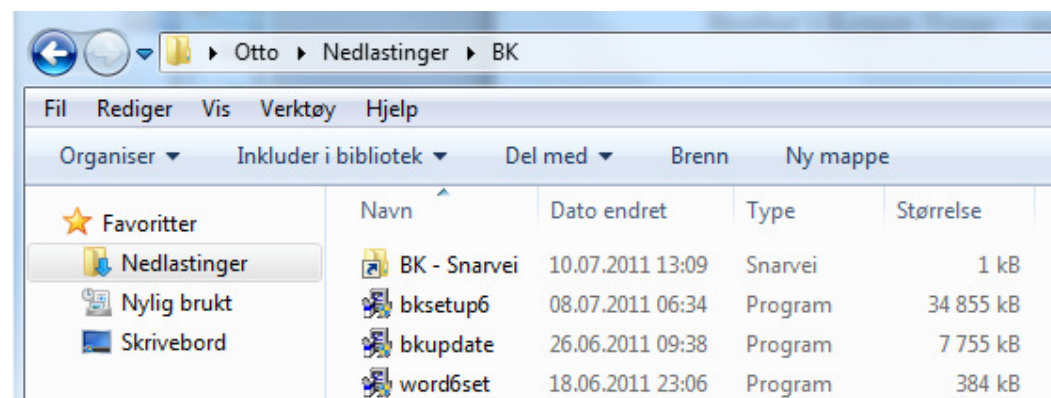 Otto Nedlastinger BK
Fil Rediger Vis Verktøy Hjelp
Organiser Inkluder i bibliotek Del med Brenn Ny mappe
Favoritter
Nedlastinger
Nylig brukt
Skrivebord
Navn Dato endret Type Størrelse
BK - Snarvei 10.07.2011 13:09 Snarvei 1 kB
bksetup6 08.07.2011 06:34 Program 34 855 kB
bkupdate 26.06.2011 09:38 Program 7 755 kB
word6set 18.06.2011 23:06 Program 384 kB